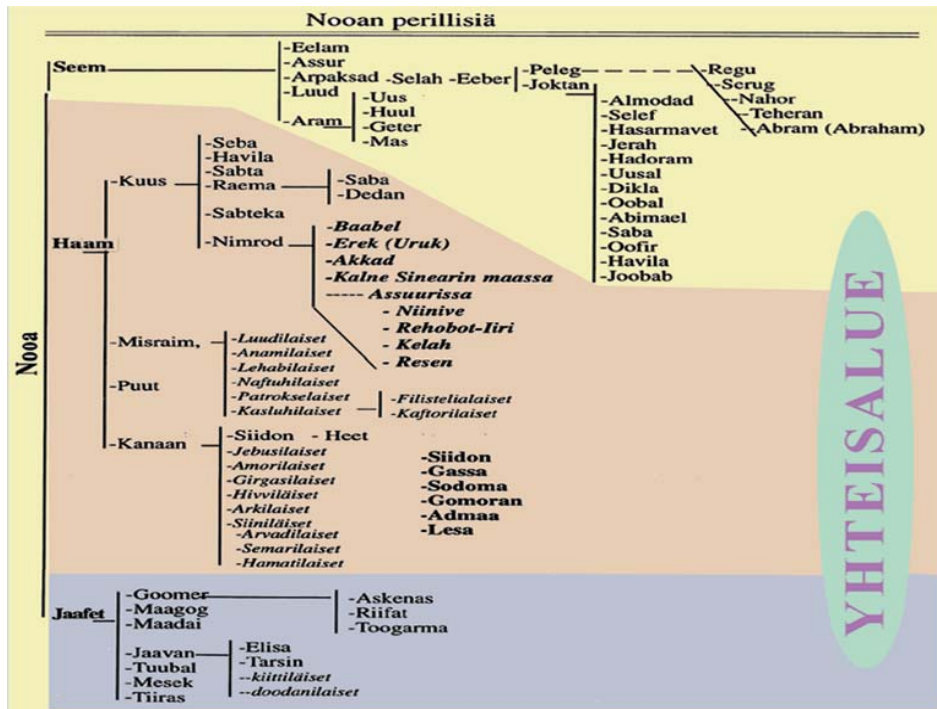 Nooan perillisiä
Nooa
Seem
-Eelam
-Assur
-Arpaksad -Selah -Eeber
-Luud
-Aram
-Uus
-Huul
-Geter
-Mas
-Peleg
-Joktan
-Regu
-Serug
-Nahor
-Teheran
-Abram (Abraham)
-Almodad
-Selef
-Hasarmavet
-Jerah
-Hadoram
-Uusal
-Dikla
-Oobal
-Abimael
-Saba
-Oofir
-Havila
-Joobab
Haam
-Kuus
-Seba
-Havila
-Sabta
-Raema
-Saba
-Dedan
-Sabteka
-Nimrod
-Baabel
-Erek (Uruk)
-Akkad
-Kalne Sinearin maassa
----- Assuurissa
- Niinive
- Rehobot-Iiri
- Kelah
- Resen
-Misraim,
-Luudilaiset
-Anamilaiset
-Lehabilaiset
-Naftuhilaiset
-Patrokselaiset
-Kasluhilaiset
-Filistelialaiset
-Kaftorilaiset
-Puut
-Kanaan
-Siidon - Heet
-Jebusilaiset
-Amorilaiset
-Girgasilaiset
-Hivviläiset
-Arkilaiset
-Siiniläiset
-Arvadilaiset
-Semarilaiset
-Hamatilaiset
-Siidon
-Gassa
-Sodoma
-Gomoran
-Admaa
-Lesa
Jaafet
-Goomer
-Maagog
-Maadai
-Askenas
-Riifat
-Toogarma
-Jaavan
-Tuubal
-Mesek
-Tiiras
-Elisa
-Tarsin
--kiittiläiset
--doodanilaiset
YHTEISALUE